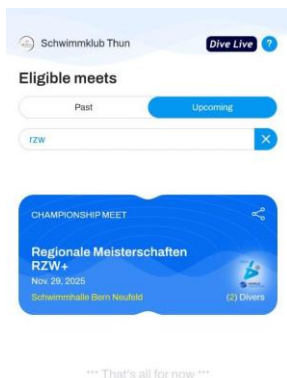 Schwimmklub Thun
Dive Live
?
Eligible meets
Past
Upcoming
rzw
CHAMPIONSHIP MEET
Regionale Meisterschaften
RZW+
Nov. 29, 2025
Schwimmhalle Bern Neufeld
(2) Divers
*** That's all for now ***